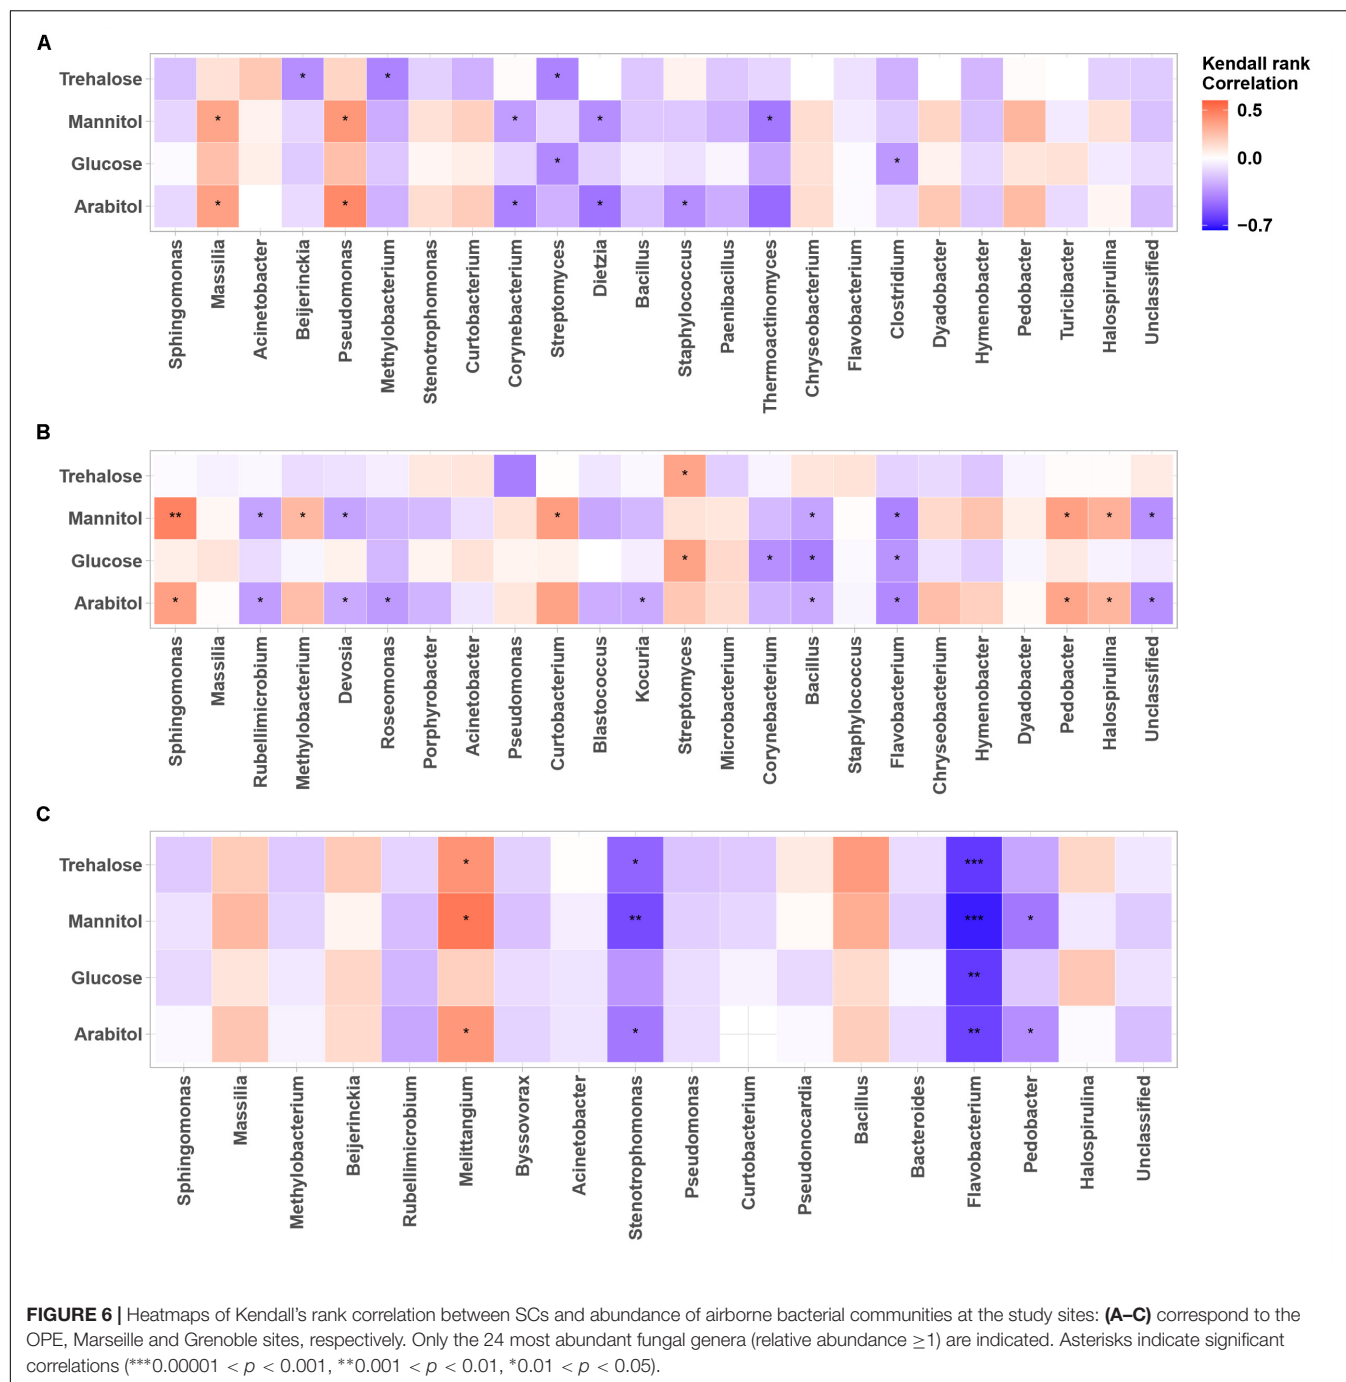 A
Kendall rank
Correlation
0.5
0.0
−0.7
Trehalose * * *
Mannitol * * * * *
Glucose * *
Arabitol * * * * *
Sphingomonas
Massilia
Acinetobacter
Beijerinckia
Pseudomonas
Methylobacterium
Stenotrophomonas
Curtobacterium
Corynebacterium
Streptomyces
Dietzia
Bacillus
Staphylococcus
Paenibacillus
Thermoactinomyces
Chryseobacterium
Flavobacterium
Clostridium
Dyadobacter
Hymenobacter
Pedobacter
Turicibacter
Halospirulina
Unclassified
B
Trehalose *
Mannitol ** * * * * * * * * *
Glucose * * * *
Arabitol * * * * * * * * * *
Sphingomonas
Massilia
Rubellimicrobium
Methylobacterium
Devosia
Roseomonas
Porphyrobacter
Acinetobacter
Pseudomonas
Curtobacterium
Blastococcus
Kocuria
Streptomyces
Microbacterium
Corynebacterium
Bacillus
Staphylococcus
Flavobacterium
Chryseobacterium
Hymenobacter
Dyadobacter
Pedobacter
Halospirulina
Unclassified
C
Trehalose * * ***
Mannitol * ** *** *
Glucose **
Arabitol * * ** *
Sphingomonas
Massilia
Methylobacterium
Beijerinckia
Rubellimicrobium
Melittangium
Byssovorax
Acinetobacter
Stenotrophomonas
Pseudomonas
Curtobacterium
Pseudonocardia
Bacillus
Bacteroides
Flavobacterium
Pedobacter
Halospirulina
Unclassified
FIGURE 6 | Heatmaps of Kendall's rank correlation between SCs and abundance of airborne bacterial communities at the study sites: (A–C) correspond to the
OPE, Marseille and Grenoble sites, respectively. Only the 24 most abundant fungal genera (relative abundance ≥1) are indicated. Asterisks indicate significant
correlations (***0.00001 < p < 0.001, **0.001 < p < 0.01, *0.01 < p < 0.05).